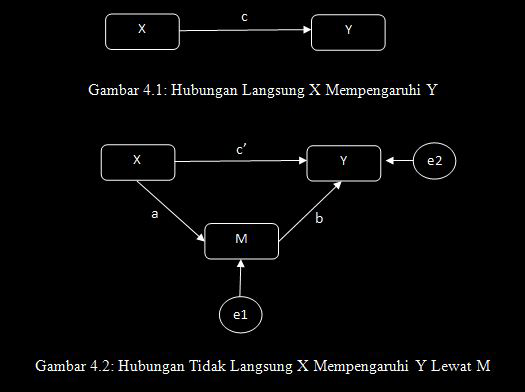 c
X Y
Gambar 4.1: Hubungan Langsung X Mempengaruhi Y
c’
X Y e2
a b
M
e1
Gambar 4.2: Hubungan Tidak Langsung X Mempengaruhi Y Lewat M